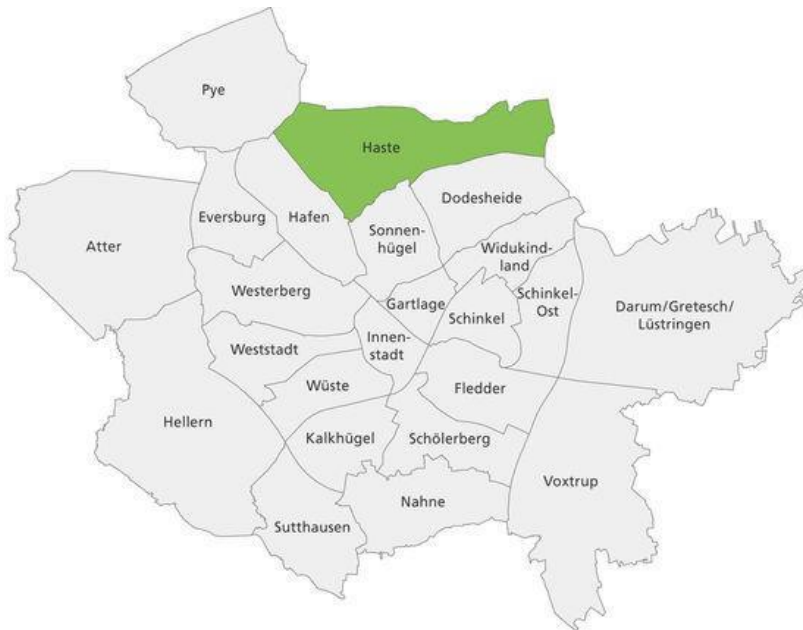 Pye
Haste
Dodesheide
Eversburg
Hafen
Sonnen-
hügel
Atter
Widukind-
land
Westerberg
Gartlage
Schinkel-
Ost
Darum/Gretesch/
Lüstringen
Schinkel
Innen-
stadt
Weststadt
Wüste
Fledder
Hellern
Kalkhügel
Schölerberg
Voxtrup
Nahne
Sutthausen